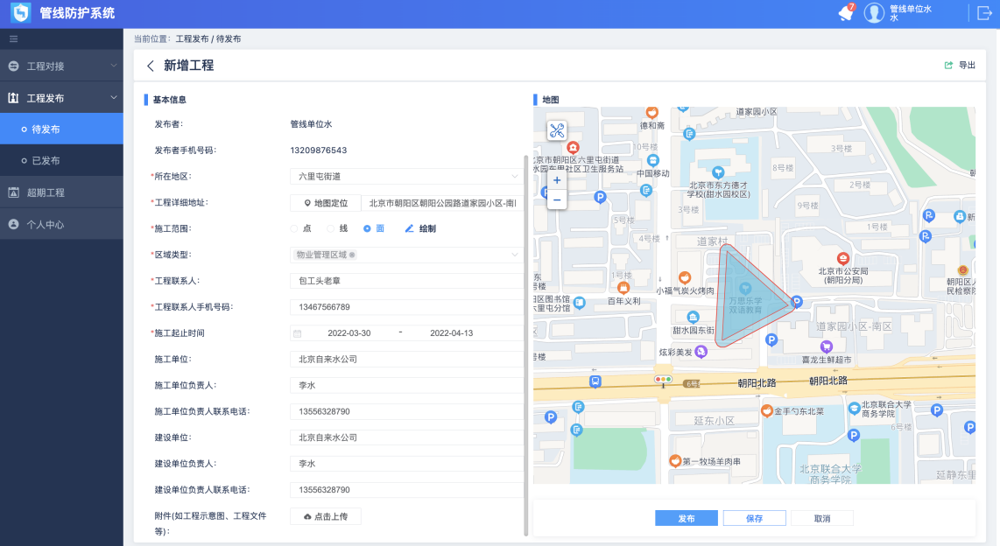 管线防护系统
7
管线单位水
水
当前位置： 工程发布 / 待发布
工程对接
工程发布
待发布
已发布
超期工程
个人中心
新增工程
导出
基本信息
发布者:
管线单位水
发布者手机号码:
13209876543
*所在地区:
六里屯街道
*工程详细地址:
地图定位
北京市朝阳区朝阳公园路道家园小区-南
*施工范围:
点
线
面
绘制
*区域类型:
物业管理区域
*工程联系人:
包工头老章
*工程联系人手机号码:
13467566789
*施工起止时间
2022-03-30
-
2022-04-13
施工单位:
北京自来水公司
施工单位负责人:
李水
施工单位负责人联系电话:
13556328790
建设单位:
北京自来水公司
建设单位负责人:
李水
建设单位负责人联系电话:
13556328790
附件(如工程示意图、工程文件
等):
点击上传
地图
道家园小区
德和斋
10号楼
京市朝阳区六里屯街道
水园东里社区卫生服务站
中国移动
3号楼
8号楼
2号楼
北京市东方德才
学校(甜水园校区)
9号楼
3号楼
5号楼
1号楼
4号楼
道家村
新
北京市公安局
(朝阳分局)
朝阳区人
民检察院
1号楼
东
号楼
小福气炭火烤肉
百年义利
区图书馆
六里屯分馆
万思乐学
双语教育
甜水园东街
道家园小区-南区
炫彩美发
号楼
喜龙生鲜超市
6号
朝阳北路
朝阳北路
金手勺东北菜
北京联合大学
商务学院
延东小区
6号楼
第一牧场羊肉串
北京联合大学
商务学院
延静东里
+
−
P
P
P
P
P
P
P
发布
保存
取消